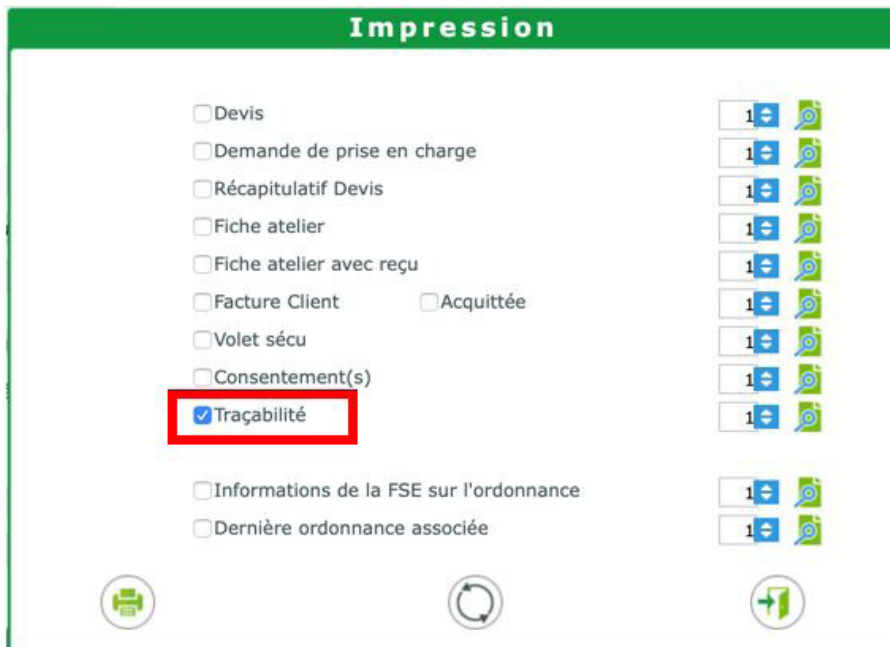 Impression
Devis 1
Demande de prise en charge 1
Récapitulatif Devis 1
Fiche atelier 1
Fiche atelier avec reçu 1
Facture Client Acquittée 1
Volet sécu 1
Consentement(s) 1
Traçabilité 1
Informations de la FSE sur l'ordonnance 1
Dernière ordonnance associée 1